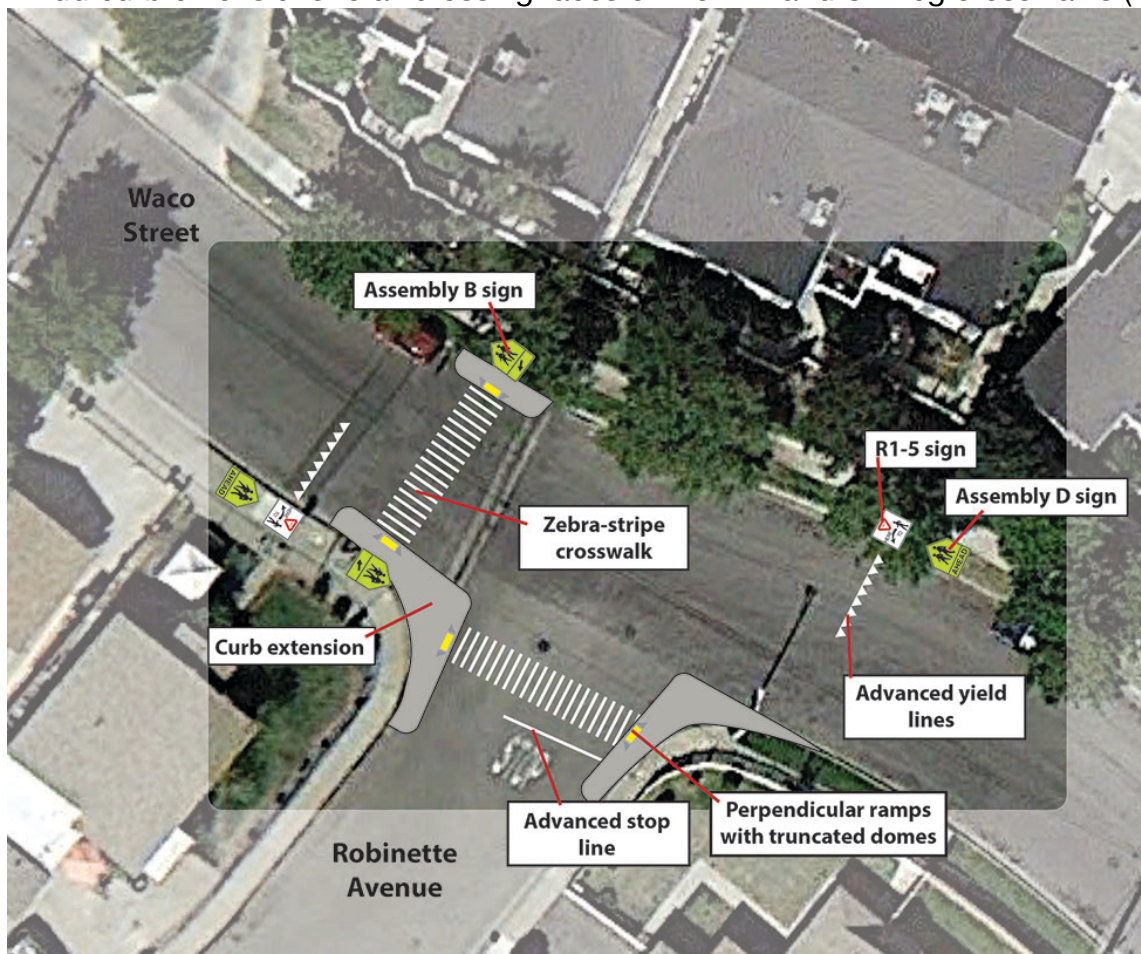 Waco
Street
Assembly B sign
R1-5 sign
Assembly D sign
Zebra-stripe
crosswalk
AHEAD
AHEAD
Curb extension
Advanced yield
lines
Advanced stop
line
Perpendicular ramps
with truncated domes
Robinette
Avenue